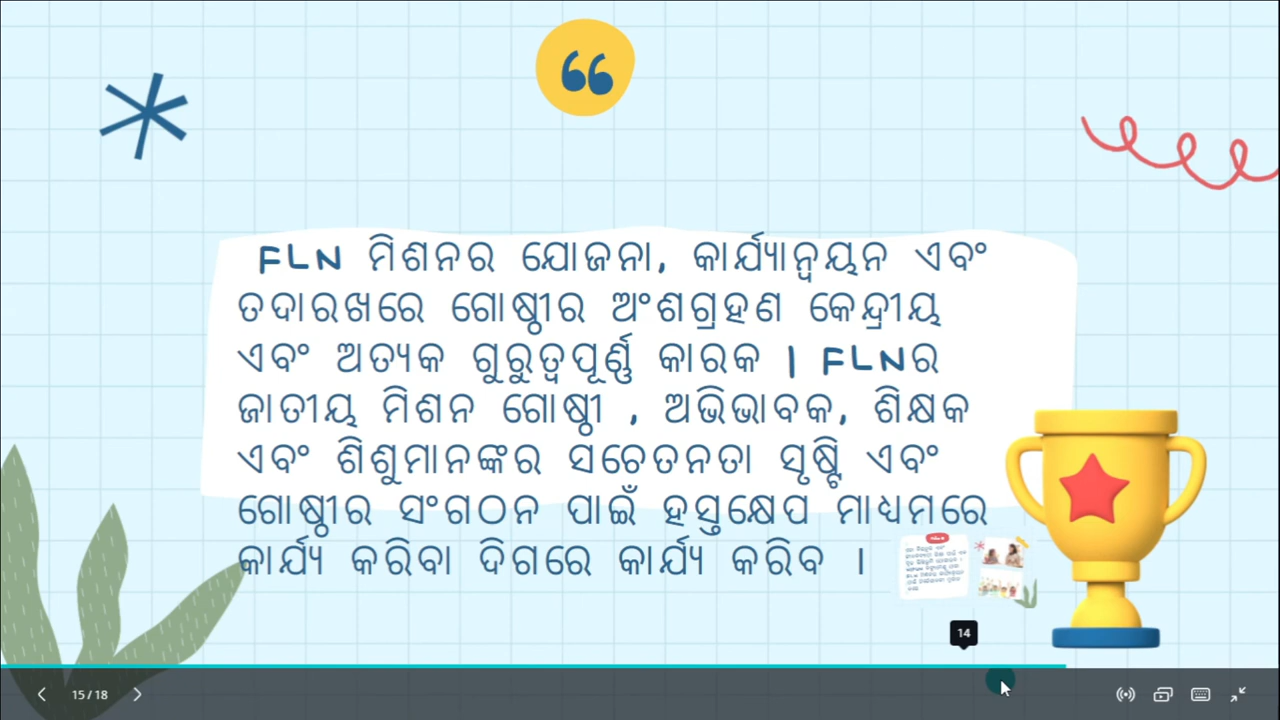 FLN ମିଶନର ଯୋଜନା, କାର୍ଯ୍ୟାନ୍ୱୟନ ଏବଂ
ତଦାରଖରେ ଗୋଷ୍ଠୀର ଅଂଶଗ୍ରହଣ କେନ୍ଦ୍ରୀୟ
ଏବଂ ଅତ୍ୟକ ଗୁରୁତ୍ୱପୂର୍ଣ୍ଣ କାରକ | FLNର
ଜାତୀୟ ମିଶନ ଗୋଷ୍ଠୀ , ଅଭିଭାବକ, ଶିକ୍ଷକ
ଏବଂ ଶିଶୁମାନଙ୍କର ସଚେତନତା ସୃଷ୍ଟି ଏବଂ
ଗୋଷ୍ଠୀର ସଂଗଠନ ପାଇଁ ହସ୍ତକ୍ଷେପ ମାଧ୍ୟମରେ
କାର୍ଯ୍ୟ କରିବା ଦିଗରେ କାର୍ଯ୍ୟ କରିବ ।
14
15 / 18